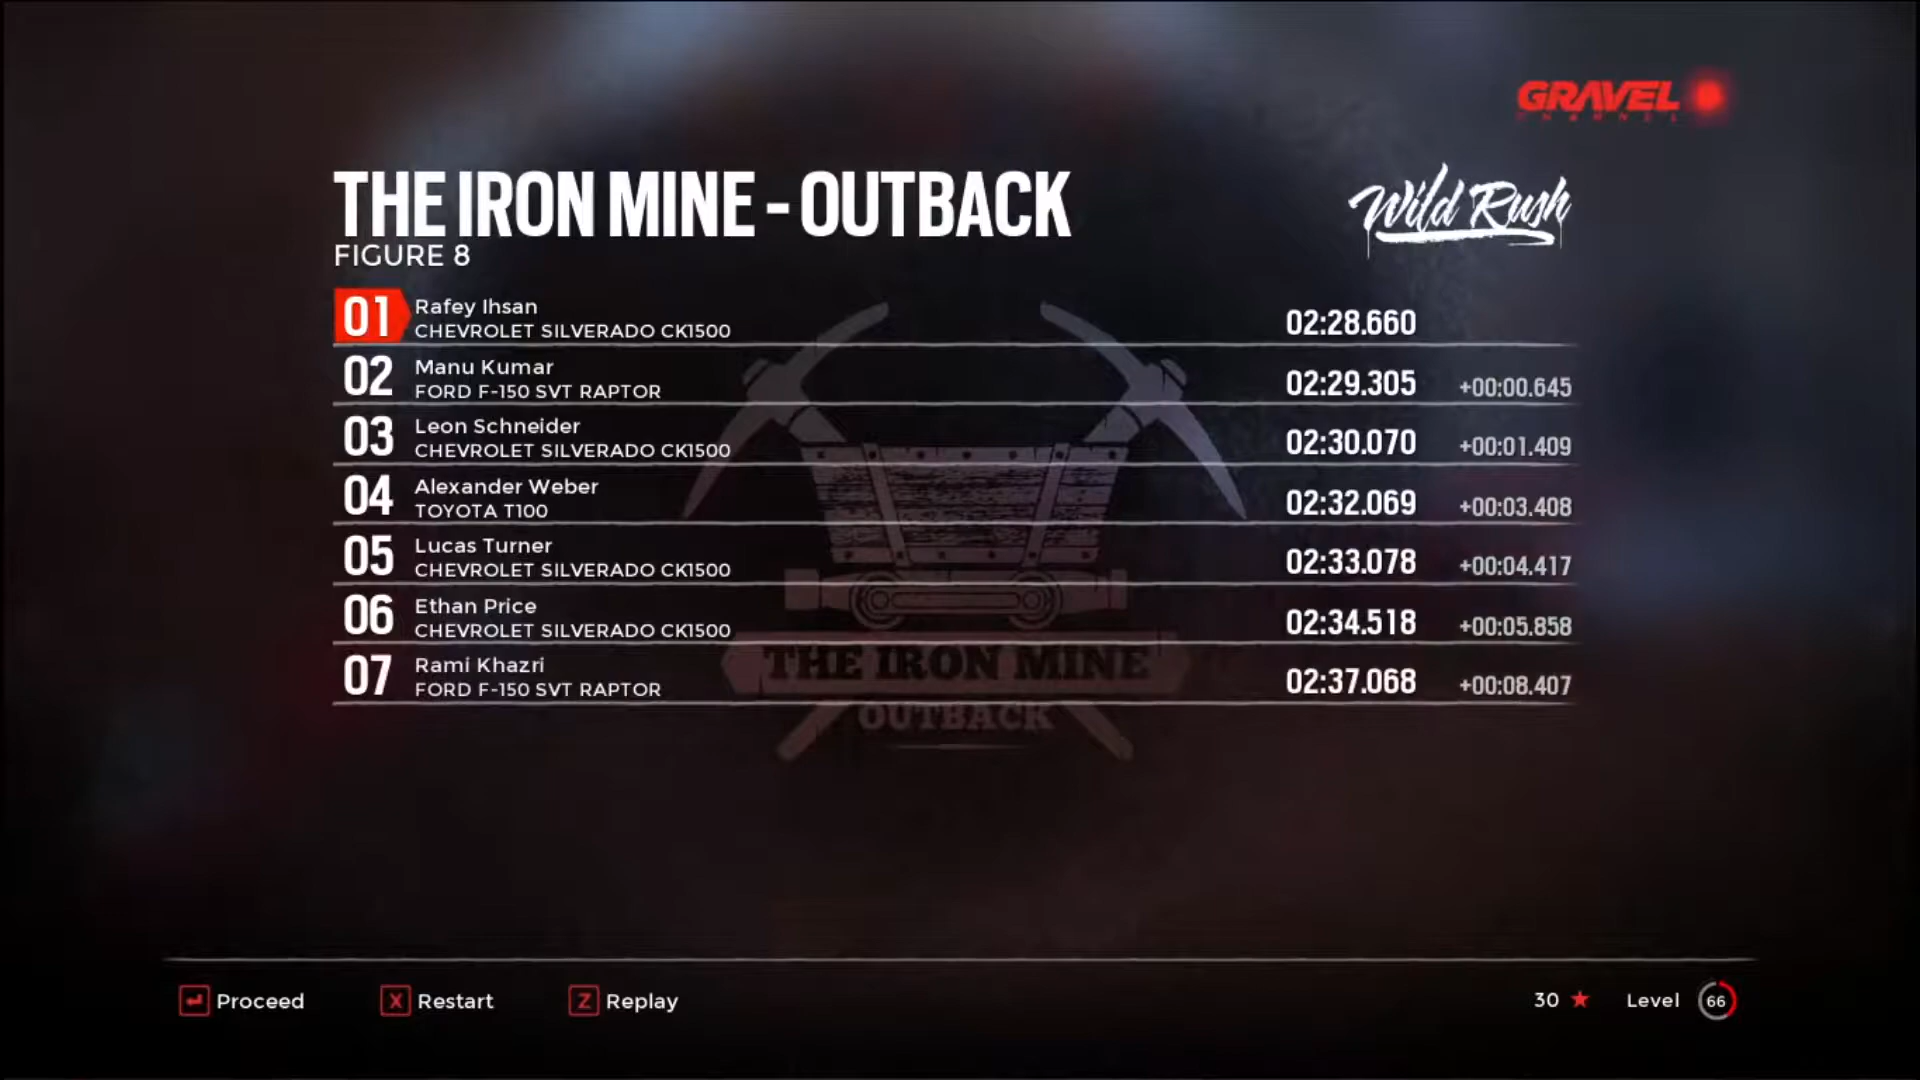 GRAVEL
CHANNEL
THE IRON MINE - OUTBACK
Wild Rush
FIGURE 8
01 Rafey Ihsan
CHEVROLET SILVERADO CK1500 02:28.660
02 Manu Kumar
FORD F-150 SVT RAPTOR 02:29.305 +00:00.645
03 Leon Schneider
CHEVROLET SILVERADO CK1500 02:30.070 +00:01.409
04 Alexander Weber
TOYOTA T100 02:32.069 +00:03.408
05 Lucas Turner
CHEVROLET SILVERADO CK1500 02:33.078 +00:04.417
06 Ethan Price
CHEVROLET SILVERADO CK1500 02:34.518 +00:05.858
07 Rami Khazri
FORD F-150 SVT RAPTOR 02:37.068 +00:08.407
THE IRON MINE
OUTBACK
Proceed X Restart Z Replay 30 Level 66